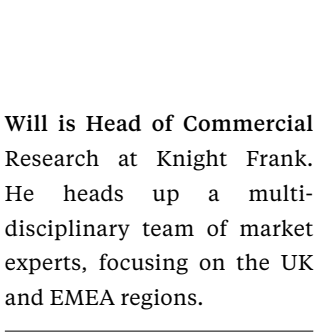 Will is Head of Commercial
Research at Knight Frank.
He heads up a multi-
disciplinary team of market
experts, focusing on the UK
and EMEA regions.